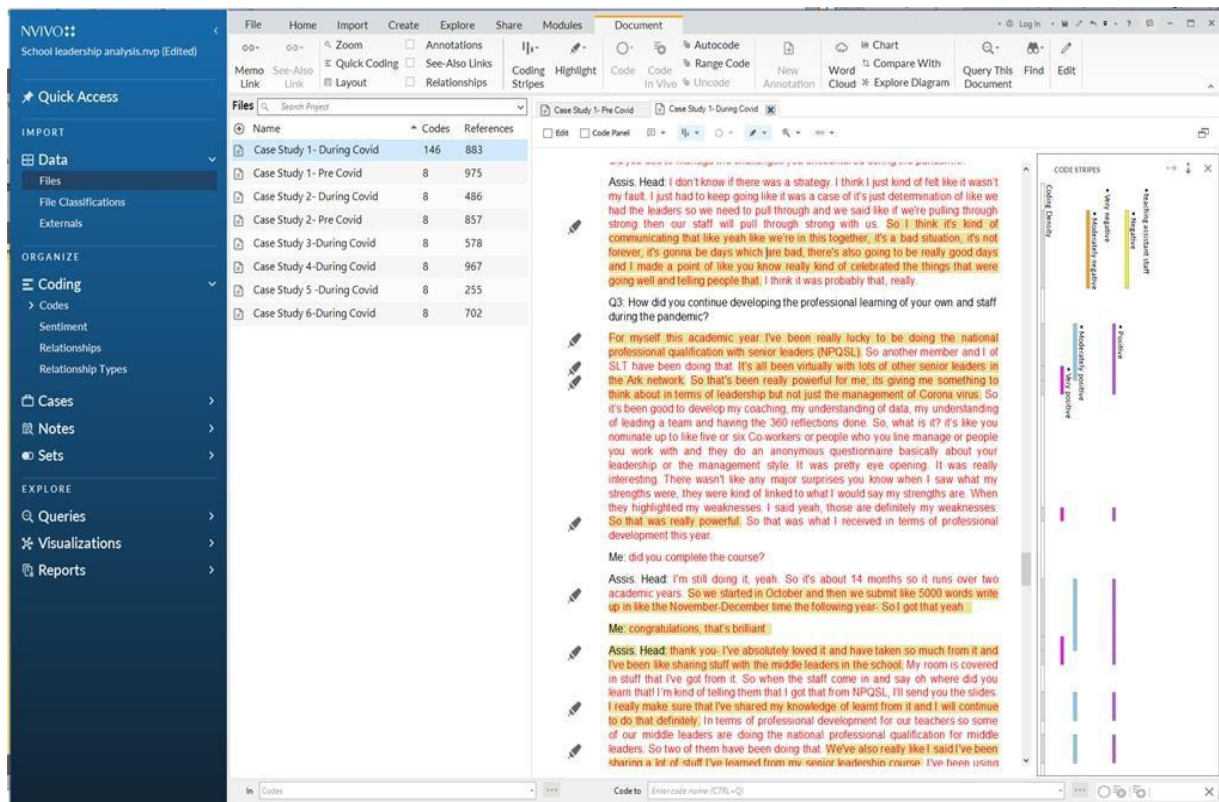 NVIVO
School leadership analysis.nvp (Edited)
Quick Access
IMPORT
Data
Files
File Classifications
Externals
ORGANIZE
Coding
Codes
Sentiment
Relationships
Relationship Types
Cases
Notes
Sets
EXPLORE
Queries
Visualizations
Reports
File Home Import Create Explore Share Modules Document
Log In
Memo Link
See-Also Link
Zoom
Quick Coding
Layout
Annotations
See-Also Links
Relationships
Coding Stripes
Highlight
Code
Code In Vivo
Autocode
Range Code
Uncode
New Annotation
Word Cloud
Chart
Compare With
Explore Diagram
Query This Document
Find
Edit
Files Search Project
Name Codes References
Case Study 1- During Covid 146 883
Case Study 1- Pre Covid 8 975
Case Study 2- During Covid 8 486
Case Study 2- Pre Covid 8 857
Case Study 3-During Covid 8 578
Case Study 4-During Covid 8 967
Case Study 5 -During Covid 8 255
Case Study 6-During Covid 8 702
Case Study 1- Pre Covid
Case Study 1- During Covid
Edit Code Panel
Assis. Head: I don't know if there was a strategy. I think I just kind of felt like it wasn't
my fault. I just had to keep going like it was a case of it's just determination of like we
had the leaders so we need to pull through and we said like if we're pulling through
strong then our staff will pull through strong with us. So I think it's kind of
communicating that like yeah like we're in this together, it's a bad situation, it's not
forever, it's gonna be days which are bad, there's also going to be really good days
and I made a point of like you know really kind of celebrated the things that were
going well and telling people that. I think it was probably that, really.
Q3: How did you continue developing the professional learning of your own and staff
during the pandemic?
For myself this academic year I've been really lucky to be doing the national
professional qualification with senior leaders (NPQSL). So another member and I of
SLT have been doing that. It's all been virtually with lots of other senior leaders in
the Ark network. So that's been really powerful for me; its giving me something to
think about in terms of leadership but not just the management of Corona virus. So
it's been good to develop my coaching, my understanding of data, my understanding
of leading a team and having the 360 reflections done. So, what is it? it's like you
nominate up to like five or six Co-workers or people who you line manage or people
you work with and they do an anonymous questionnaire basically about your
leadership or the management style. It was pretty eye opening. It was really
interesting. There wasn't like any major surprises you know when I saw what my
strengths were, they were kind of linked to what I would say my strengths are. When
they highlighted my weaknesses. I said yeah, those are definitely my weaknesses.
So that was really powerful. So that was what I received in terms of professional
development this year.
Me: did you complete the course?
Assis. Head: I'm still doing it, yeah. So it's about 14 months so it runs over two
academic years. So we started in October and then we submit like 5000 words write
up in like the November-December time the following year- So I got that yeah
Me: congratulations, that's brilliant
Assis. Head: thank you- I've absolutely loved it and have taken so much from it and
I've been like sharing stuff with the middle leaders in the school. My room is covered
in stuff that I've got from it. So when the staff come in and say oh where did you
learn that! I'm kind of telling them that I got that from NPQSL, I'll send you the slides.
I really make sure that I've shared my knowledge of learnt from it and I will continue
to do that definitely. In terms of professional development for our teachers so some
of our middle leaders are doing the national professional qualification for middle
leaders. So two of them have been doing that. We've also really like I said I've been
sharing a lot of stuff I've learned from my senior leadership course. I've been using
CODE STRIPES
Coding Density
Very negative
Moderately negative
Negative
teaching assistant staff
Moderately positive
Very positive
Positive
In Codes
Code to Enter code name (CTRL+Q)